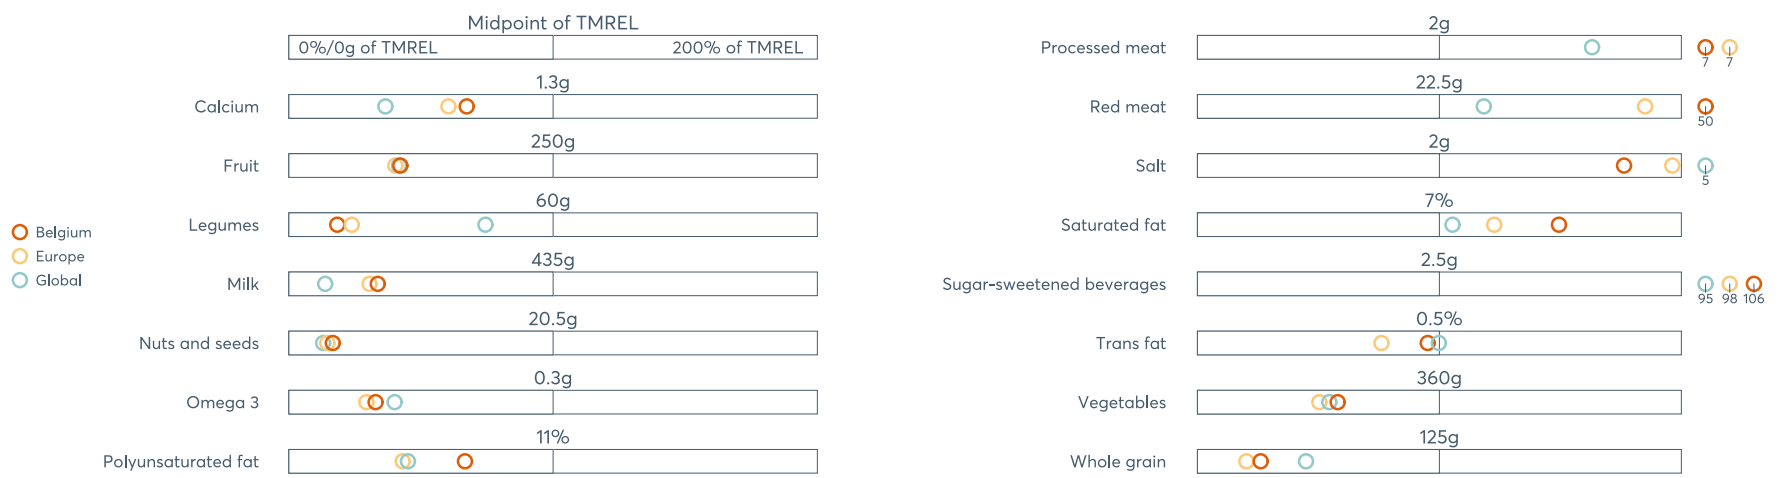 Midpoint of TMREL
0%/0g of TMREL 200% of TMREL
1.3g
Calcium
250g
Fruit
60g
Legumes
435g
Milk
20.5g
Nuts and seeds
0.3g
Omega 3
11%
Polyunsaturated fat
Belgium
Europe
Global
2g
Processed meat
7 7
22.5g
Red meat
50
2g
Salt
5
7%
Saturated fat
2.5g
Sugar-sweetened beverages
95 98 106
0.5%
Trans fat
360g
Vegetables
125g
Whole grain